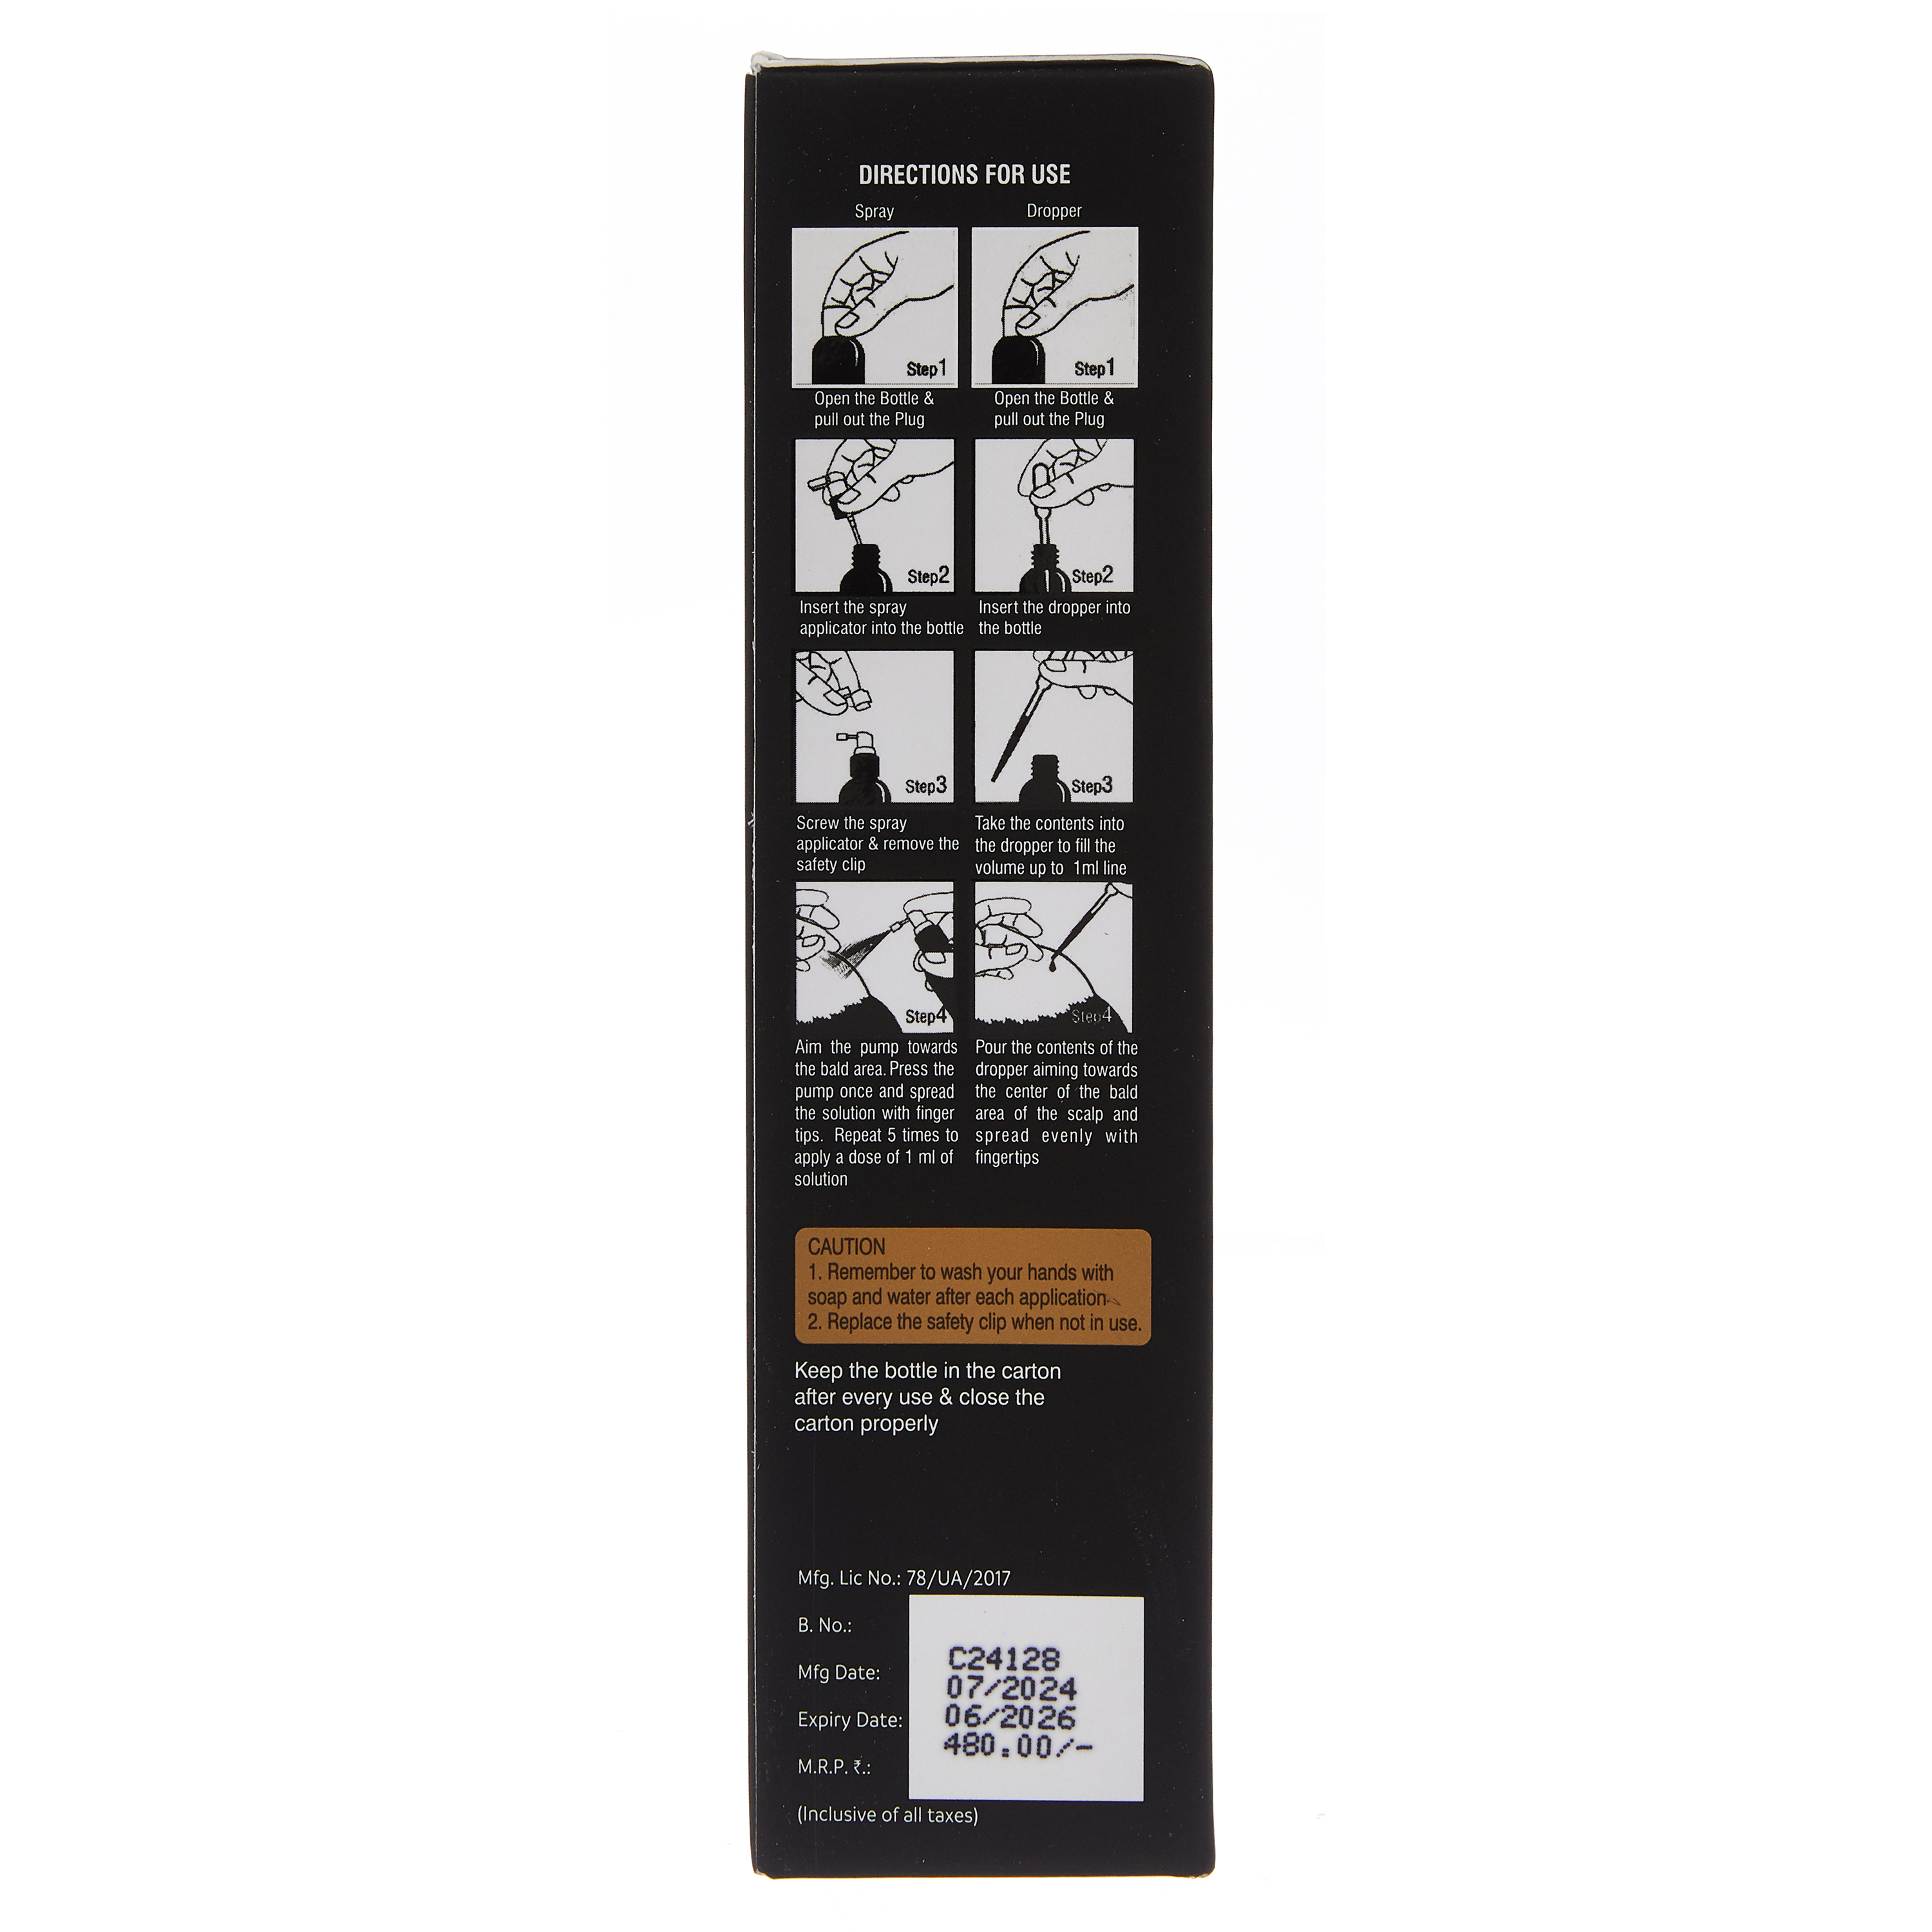 DIRECTIONS FOR USE
Spray
Dropper
Step1
Step1
Open the Bottle &
pull out the Plug
Open the Bottle &
pull out the Plug
Step2
Step2
Insert the spray
applicator into the bottle
Insert the dropper into
the bottle
Step3
Step3
Screw the spray
applicator & remove the
safety clip
Take the contents into
the dropper to fill the
volume up to 1ml line
Step4
Step4
Aim the pump towards
the bald area. Press the
pump once and spread
the solution with finger
tips. Repeat 5 times to
apply a dose of 1 ml of
solution
Pour the contents of the
dropper aiming towards
the center of the bald
area of the scalp and
spread evenly with
fingertips
CAUTION
1. Remember to wash your hands with
soap and water after each application
2. Replace the safety clip when not in use.
Keep the bottle in the carton
after every use & close the
carton properly
Mfg. Lic No.: 78/UA/2017
B. No.:
Mfg Date:
Expiry Date:
M.R.P. ₹.:
C24128
07/2024
06/2026
480.00/-
(Inclusive of all taxes)